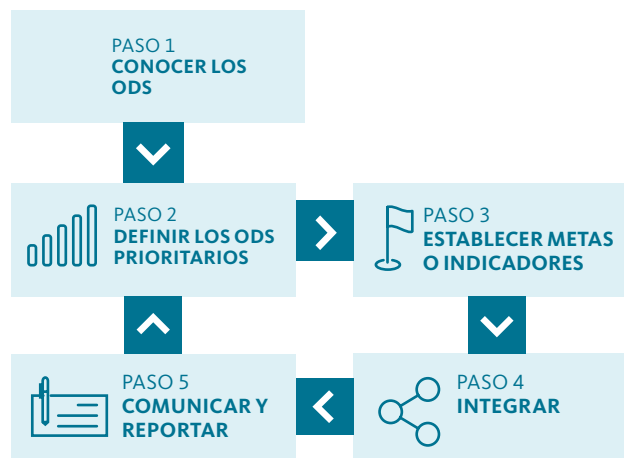 PASO 1
CONOCER LOS
ODS
PASO 2
DEFINIR LOS ODS
PRIORITARIOS
PASO 3
ESTABLECER METAS
O INDICADORES
PASO 4
INTEGRAR
PASO 5
COMUNICAR Y
REPORTAR